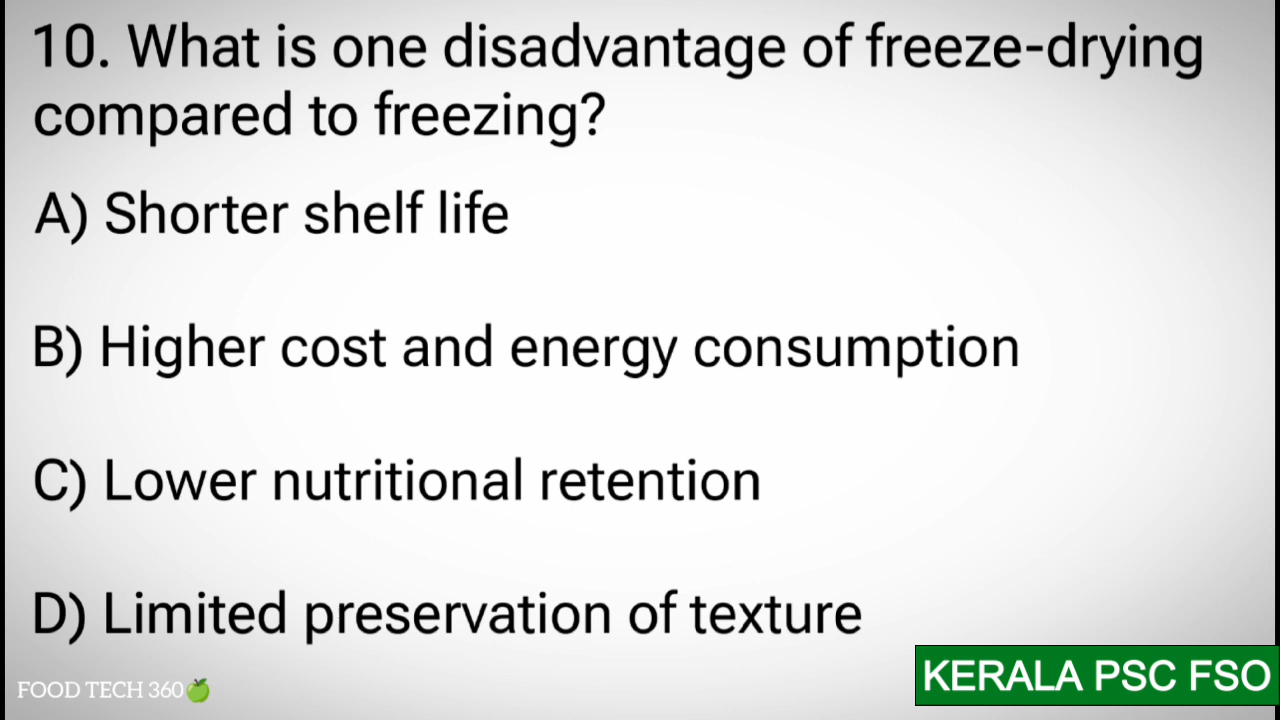 10. What is one disadvantage of freeze-drying
compared to freezing?
A) Shorter shelf life
B) Higher cost and energy consumption
C) Lower nutritional retention
D) Limited preservation of texture
FOOD TECH 360🍏
KERALA PSC FSO